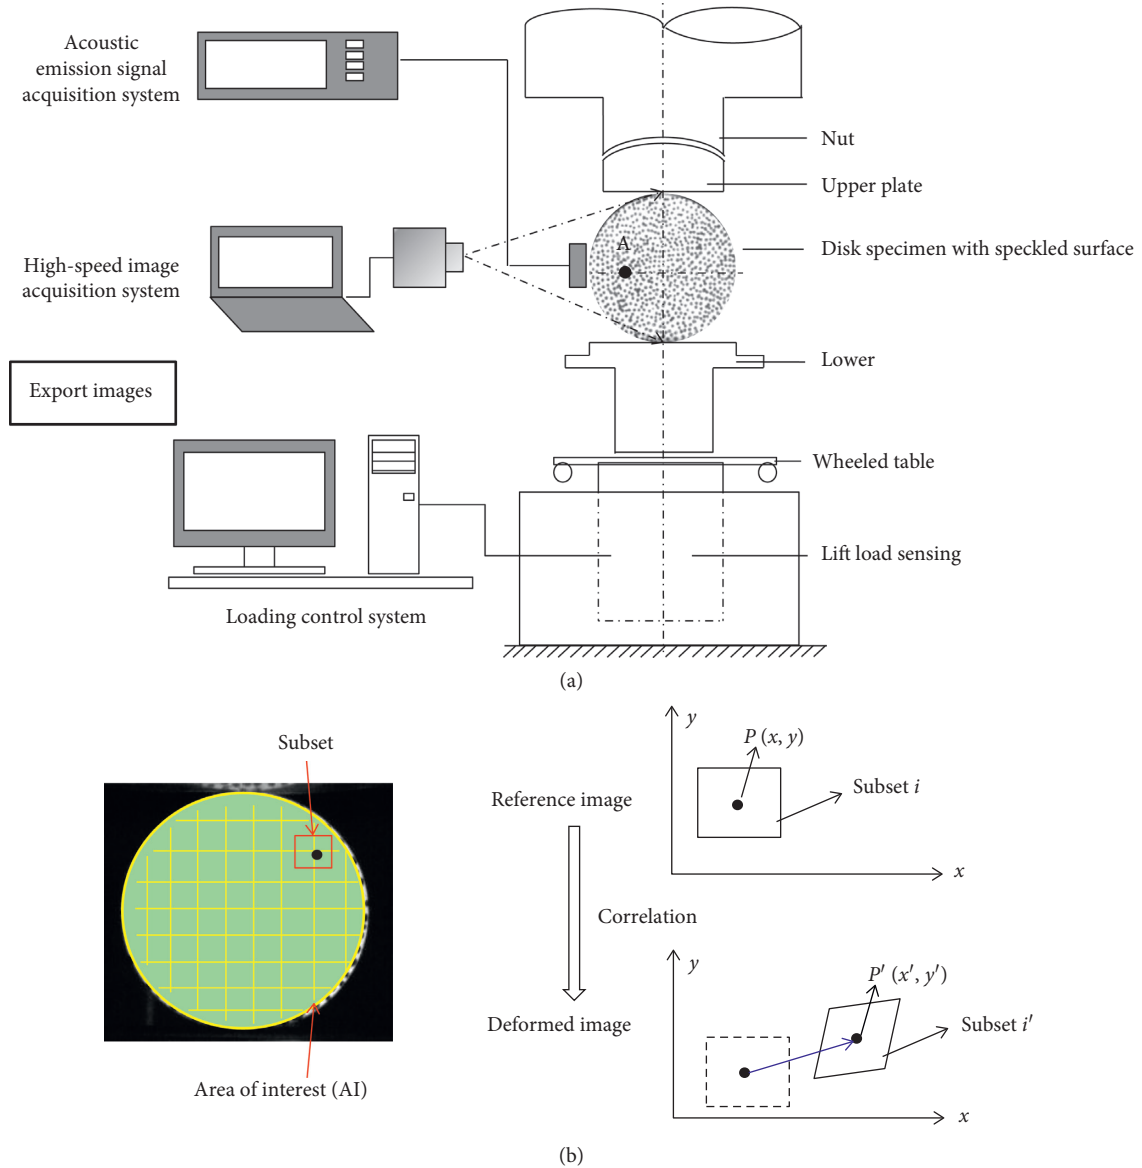 Acoustic
emission signal
acquisition system
Nut
Upper plate
A
Disk specimen with speckled surface
High-speed image
acquisition system
Lower
Export images
Wheeled table
Lift load sensing
Loading control system
(a)
Subset
y
P (x, y)
Subset i
Reference image
x
Correlation
y
P′ (x′, y′)
Deformed image
Subset i′
Area of interest (AI)
x
(b)